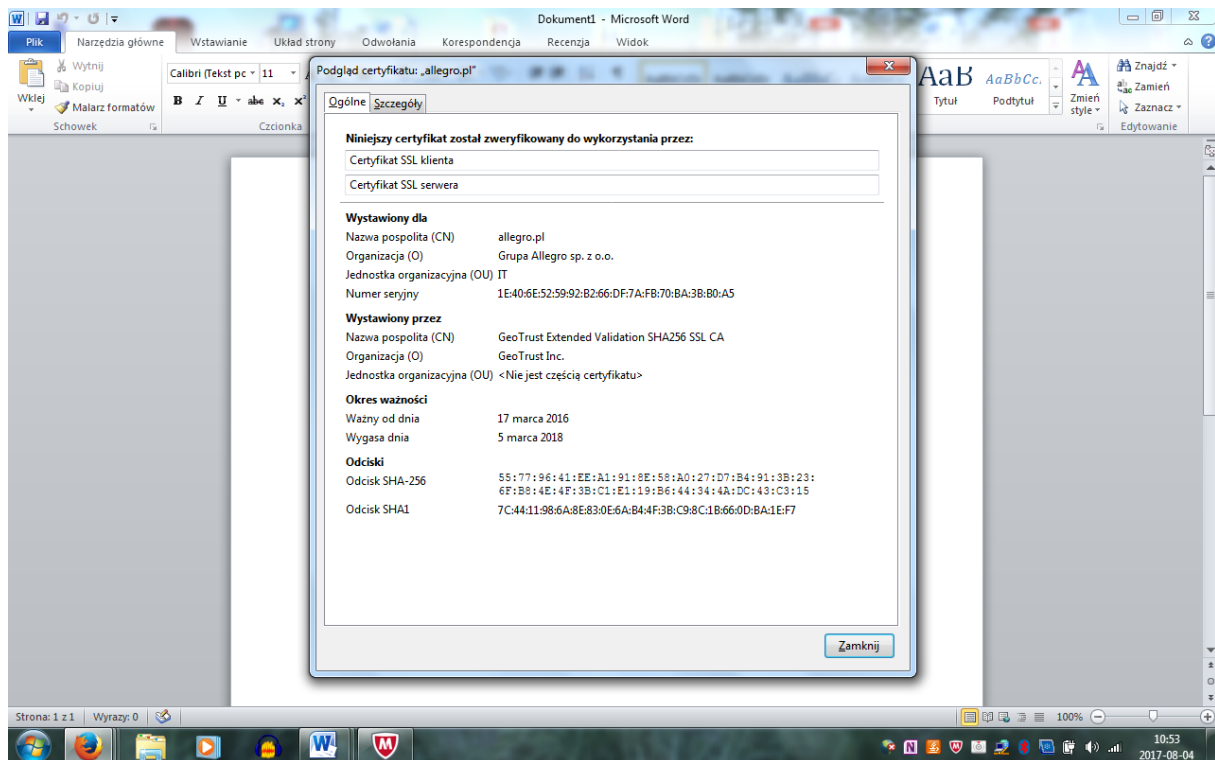 Dokument1 - Microsoft Word
Plik Narzędzia główne Wstawianie Układ strony Odwołania Korespondencja Recenzja Widok
Wklej
Wytnij
Kopiuj
Malarz formatów
Schowek
Calibri (Tekst pc 11
B I U abc X₂ X²
Czcionka
AaB AaBbCc.
Tytuł Podtytuł
Zmień style
Znajdź
Zamień
Zaznacz
Edytowanie
Podgląd certyfikatu: „allegro.pl”
Ogólne Szczegóły
Niniejszy certyfikat został zweryfikowany do wykorzystania przez:
Certyfikat SSL klienta
Certyfikat SSL serwera
Wystawiony dla
Nazwa pospolita (CN) allegro.pl
Organizacja (O) Grupa Allegro sp. z o.o.
Jednostka organizacyjna (OU) IT
Numer seryjny 1E:40:6E:52:59:92:B2:66:DF:7A:FB:70:BA:3B:B0:A5
Wystawiony przez
Nazwa pospolita (CN) GeoTrust Extended Validation SHA256 SSL CA
Organizacja (O) GeoTrust Inc.
Jednostka organizacyjna (OU) <Nie jest częścią certyfikatu>
Okres ważności
Ważny od dnia 17 marca 2016
Wygasa dnia 5 marca 2018
Odciski
Odcisk SHA-256 55:77:96:41:EE:A1:91:8E:58:A0:27:D7:B4:91:3B:23:
6F:B8:4E:4F:3B:C1:E1:19:B6:44:34:4A:DC:43:C3:15
Odcisk SHA1 7C:44:11:98:6A:8E:83:0E:6A:B4:4F:3B:C9:8C:1B:66:0D:BA:1E:F7
Zamknij
Strona: 1 z 1 Wyrazy: 0 100%
10:53
2017-08-04